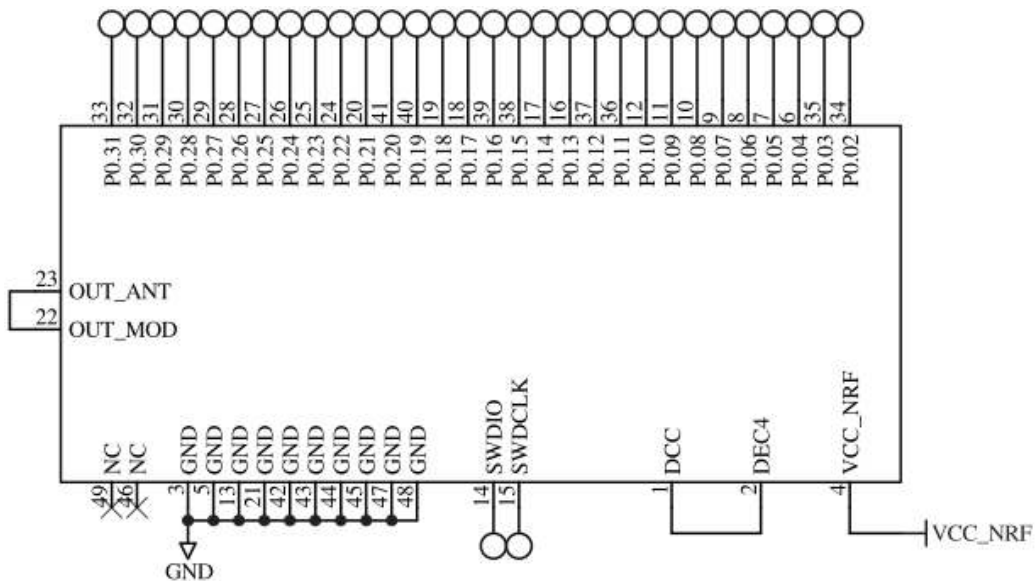 33 32 31 30 29 28 27 26 25 24 20 41 40 19 18 39 38 17 16 37 36 12 11 10 9 8 7 6 35 34
P0.31 P0.30 P0.29 P0.28 P0.27 P0.26 P0.25 P0.24 P0.23 P0.22 P0.21 P0.20 P0.19 P0.18 P0.17 P0.16 P0.15 P0.14 P0.13 P0.12 P0.11 P0.10 P0.09 P0.08 P0.07 P0.06 P0.05 P0.04 P0.03 P0.02
23 OUT_ANT
22 OUT_MOD
NC NC GND GND GND GND GND GND GND GND GND GND SWDIO SWDCLK DCC DEC4 VCC_NRF
49 46 3 5 13 21 42 43 44 45 47 48 14 15 1 2 4
VCC_NRF
GND